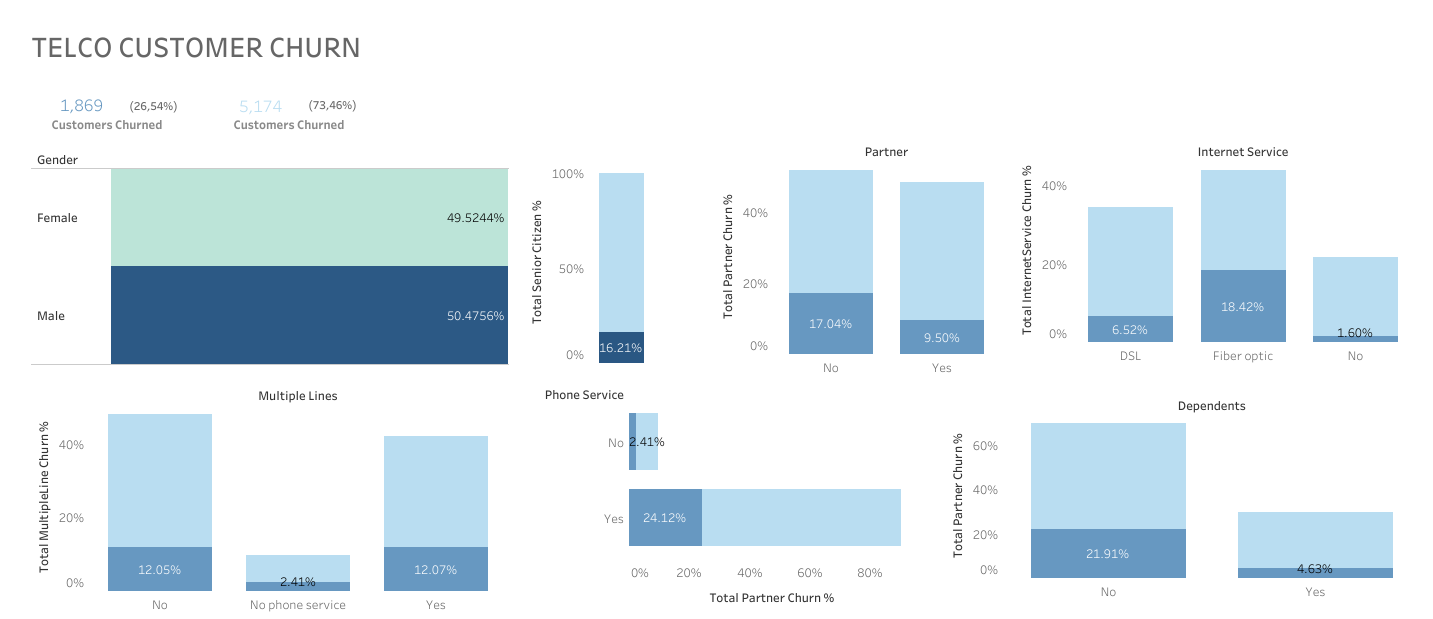 TELCO CUSTOMER CHURN
1,869 (26,54%)
Customers Churned
5,174 (73,46%)
Customers Churned
Gender
Female
49.5244%
Male
50.4756%
Total Senior Citizen %
100%
50%
0%
16.21%
Partner
Total Partner Churn %
40%
20%
0%
17.04%
9.50%
No
Yes
Internet Service
Total InternetService Churn %
40%
20%
0%
6.52%
18.42%
1.60%
DSL
Fiber optic
No
Multiple Lines
Total MultipleLine Churn %
40%
20%
0%
12.05%
2.41%
12.07%
No
No phone service
Yes
Phone Service
No
2.41%
Yes
24.12%
0%
20%
40%
60%
80%
Total Partner Churn %
Dependents
Total Partner Churn %
60%
40%
20%
0%
21.91%
4.63%
No
Yes